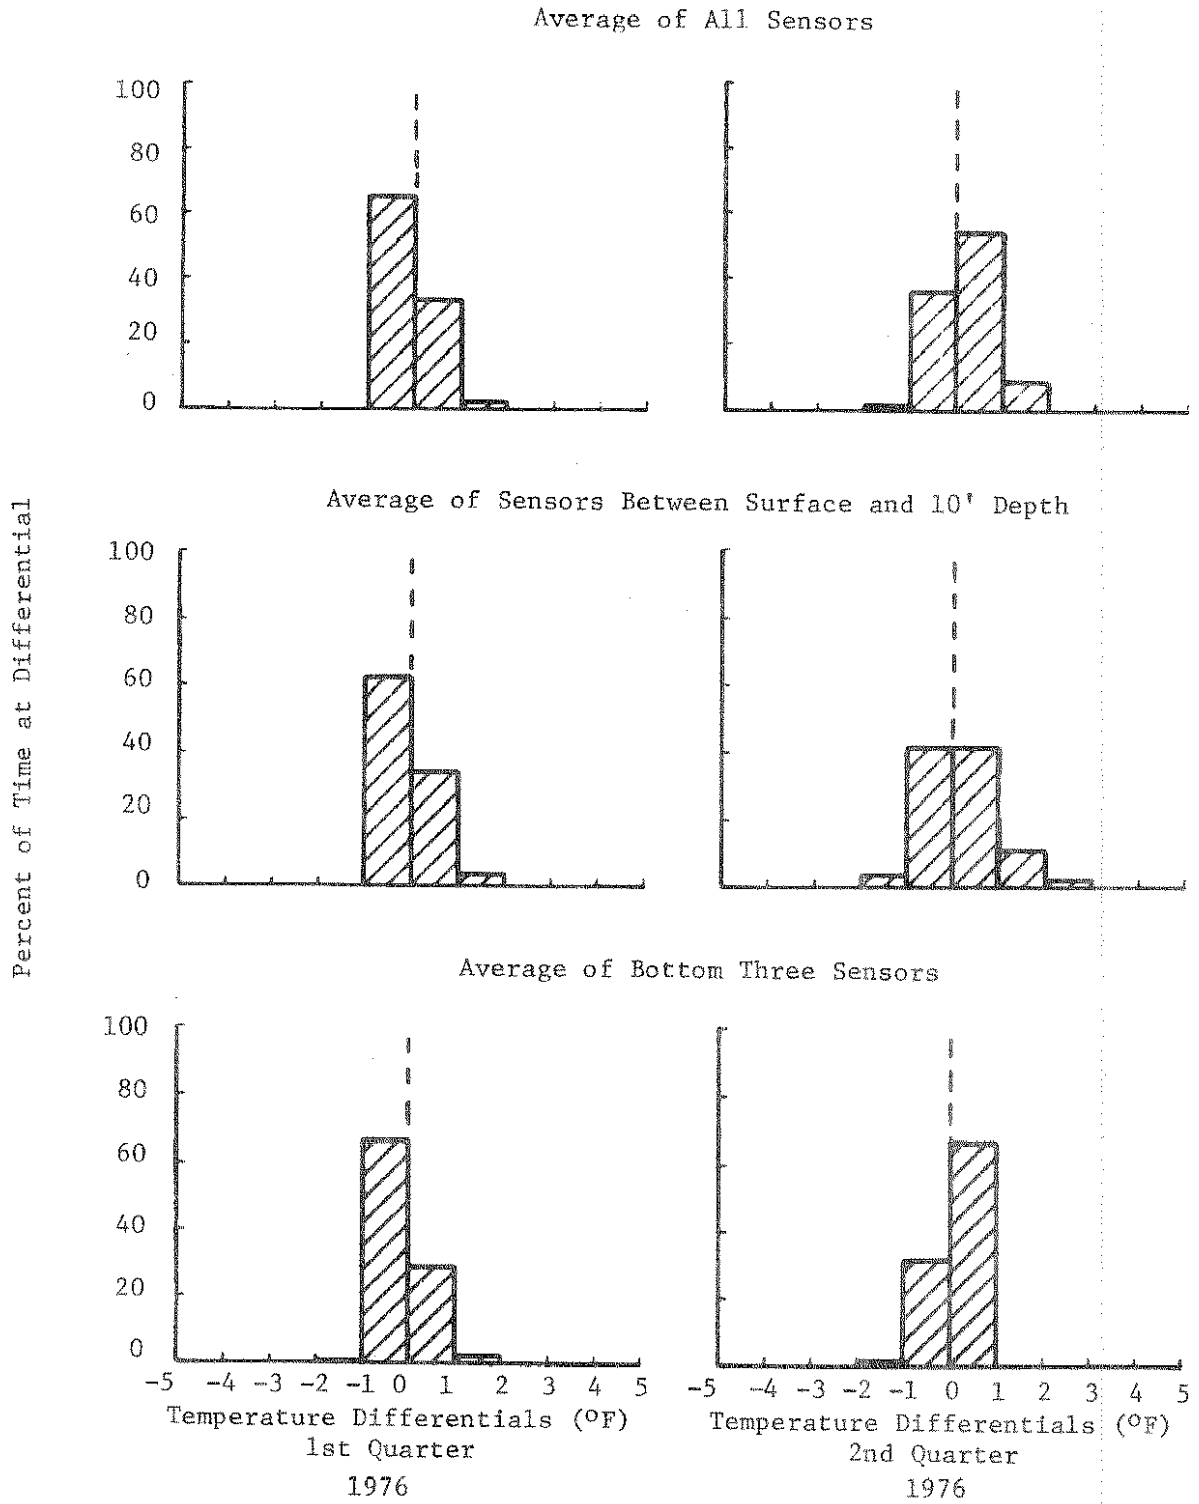 Average of All Sensors
100
80
60
40
20
0
Average of Sensors Between Surface and 10' Depth
100
80
60
40
20
0
Percent of Time at Differential
Average of Bottom Three Sensors
100
80
60
40
20
0
-5 -4 -3 -2 -1 0 1 2 3 4 5
-5 -4 -3 -2 -1 0 1 2 3 4 5
Temperature Differentials (°F)
1st Quarter
1976
Temperature Differentials (°F)
2nd Quarter
1976